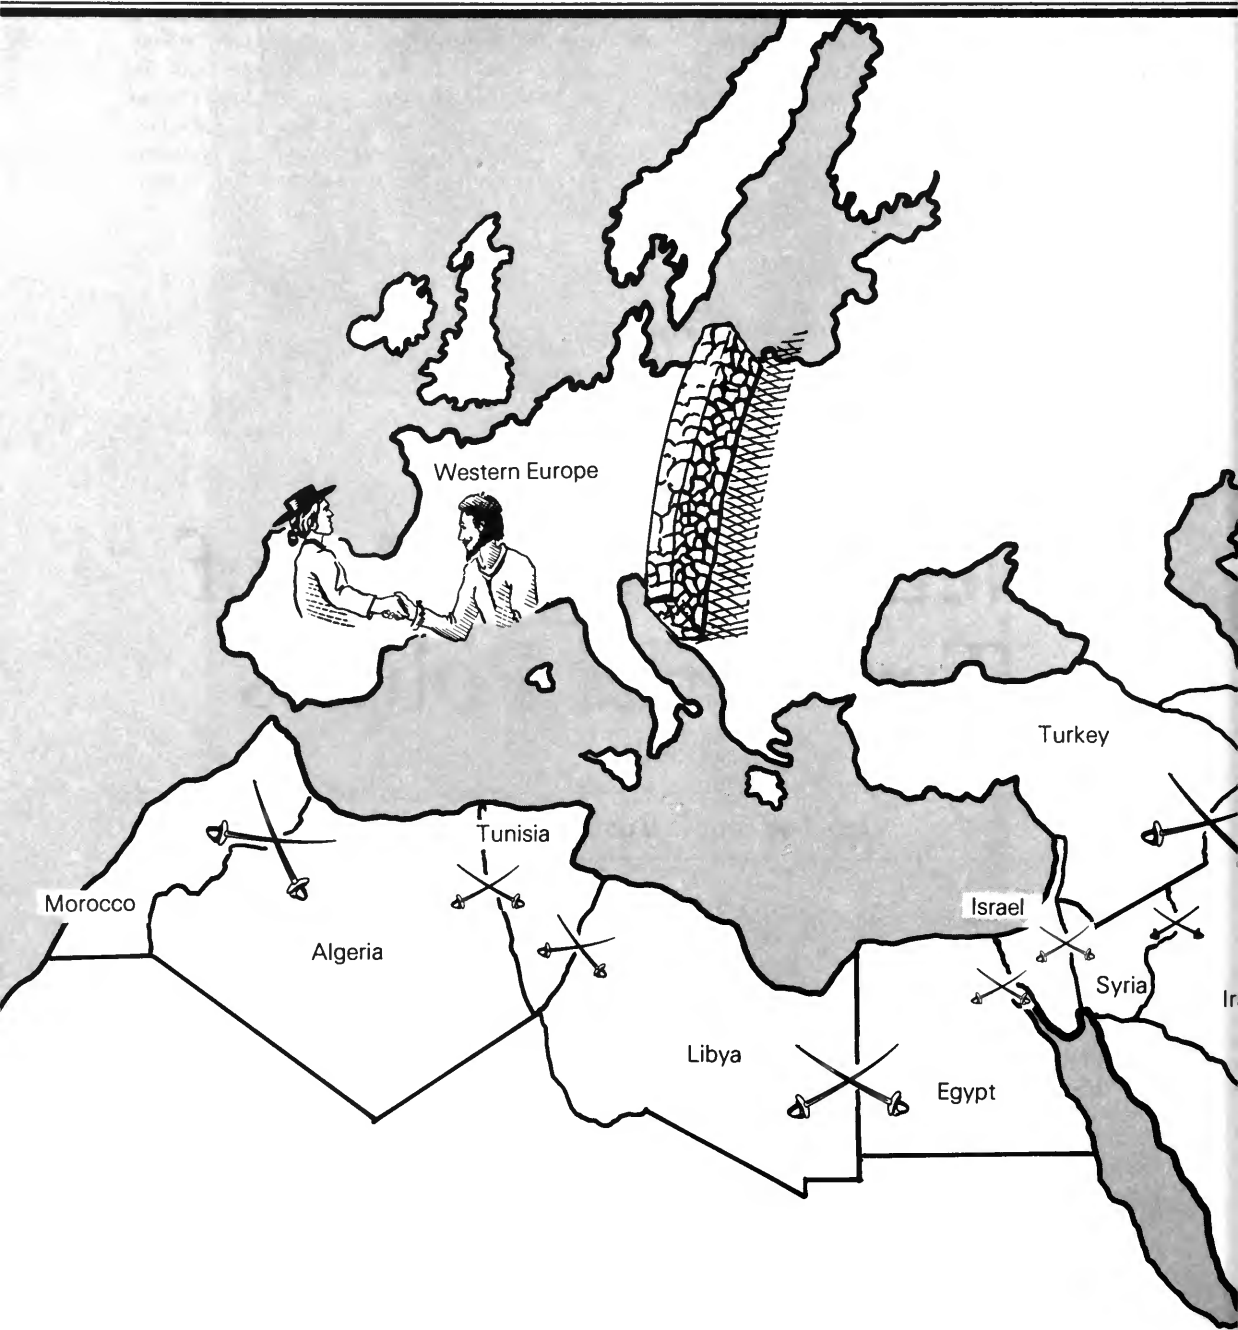 Western Europe
Turkey
Tunisia
Morocco
Israel
Algeria
Syria
Libya
Egypt